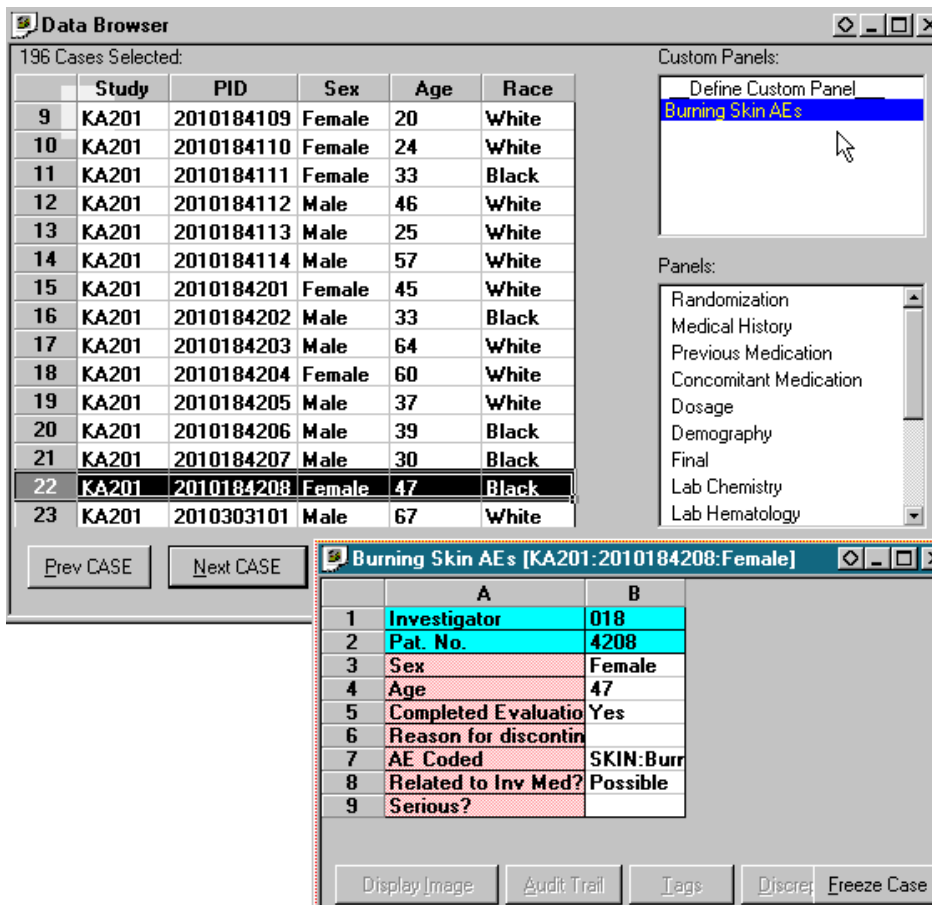 Data Browser
196 Cases Selected:
Custom Panels:
Study PID Sex Age Race
9 KA201 2010184109 Female 20 White
10 KA201 2010184110 Female 24 White
11 KA201 2010184111 Female 33 Black
12 KA201 2010184112 Male 46 White
13 KA201 2010184113 Male 25 White
14 KA201 2010184114 Male 57 White
15 KA201 2010184201 Female 45 White
16 KA201 2010184202 Male 33 Black
17 KA201 2010184203 Male 64 White
18 KA201 2010184204 Female 60 White
19 KA201 2010184205 Male 37 White
20 KA201 2010184206 Male 39 Black
21 KA201 2010184207 Male 30 Black
22 KA201 2010184208 Female 47 Black
23 KA201 2010303101 Male 67 White
__Define Custom Panel__
Burning Skin AEs
Panels:
Randomization
Medical History
Previous Medication
Concomitant Medication
Dosage
Demography
Final
Lab Chemistry
Lab Hematology
Prev CASE Next CASE
Burning Skin AEs [KA201:2010184208:Female]
A B
1 Investigator 018
2 Pat. No. 4208
3 Sex Female
4 Age 47
5 Completed Evaluatio Yes
6 Reason for discontin
7 AE Coded SKIN:Burr
8 Related to Inv Med? Possible
9 Serious?
Display Image Audit Trail Tags Discrep Freeze Case